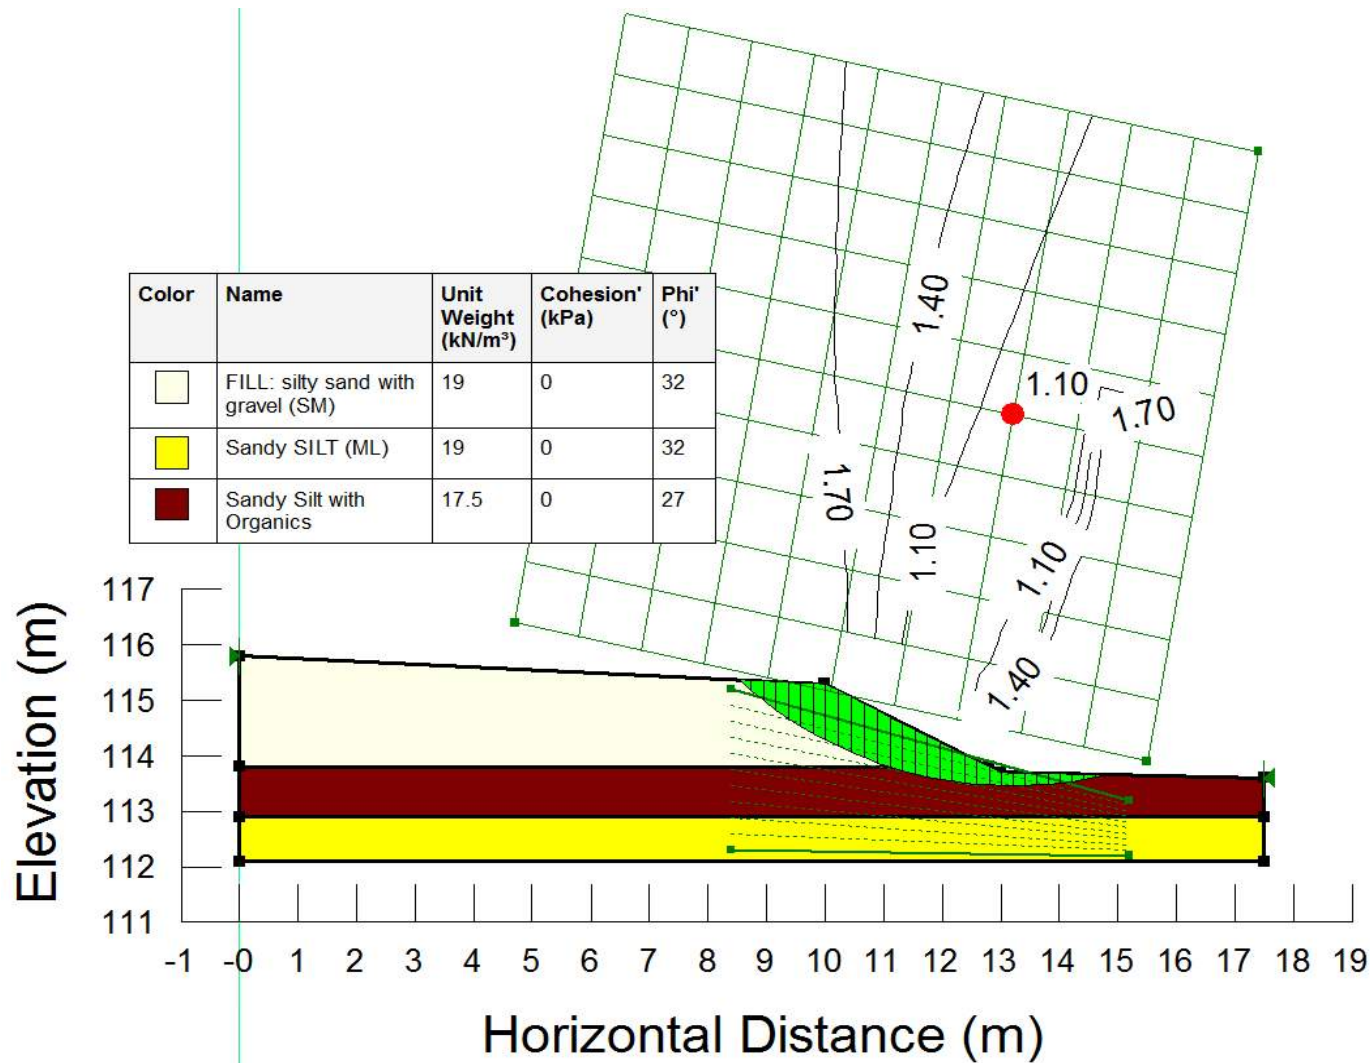 Color Name Unit Weight (kN/m³) Cohesion' (kPa) Phi' (°)
FILL: silty sand with gravel (SM) 19 0 32
Sandy SILT (ML) 19 0 32
Sandy Silt with Organics 17.5 0 27
1.40
1.10
1.70
1.70
1.10
1.10
1.40
Elevation (m)
117
116
115
114
113
112
111
-1 -0 1 2 3 4 5 6 7 8 9 10 11 12 13 14 15 16 17 18 19
Horizontal Distance (m)